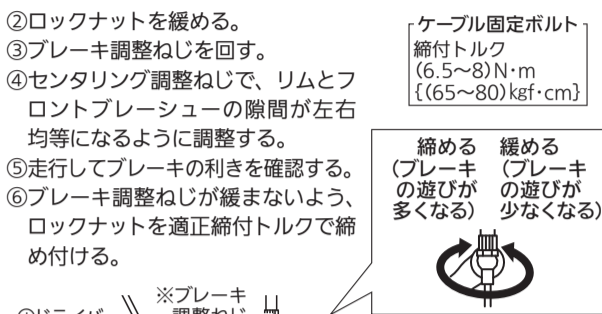 ②ロックナットを緩める。
③ブレーキ調整ねじを回す。
④センタリング調整ねじで、リムとフ
ロントブレーシューの隙間が左右
均等になるように調整する。
⑤走行してブレーキの利きを確認する。
⑥ブレーキ調整ねじが緩まないよう、
ロックナットを適正締付トルクで締
め付ける。
ケーブル固定ボルト
締付トルク
(6.5〜8)N·m
{(65〜80)kgf·cm}
締める
(ブレーキ
の遊びが
多くなる)
緩める
(ブレーキ
の遊びが
少なくなる)
※ブレーキ
調整ねじ